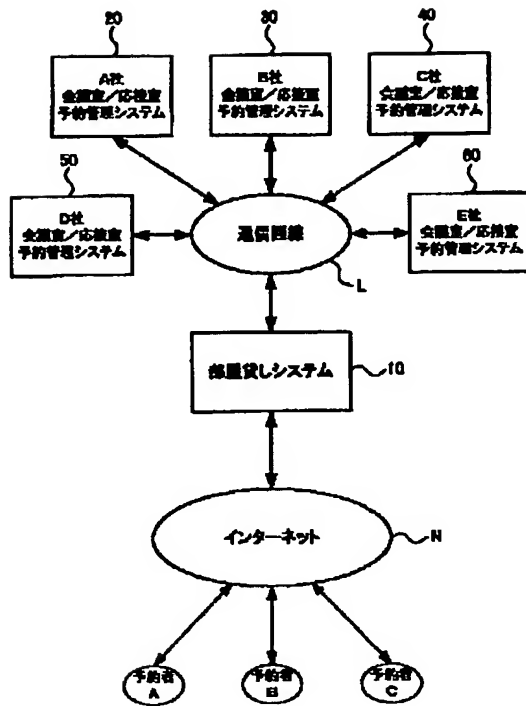 20
30
40
A社
会議室／応接室
予約管理システム
B社
会議室／応接室
予約管理システム
C社
会議室／応接室
予約管理システム
50
60
D社
会議室／応接室
予約管理システム
通信回線
E社
会議室／応接室
予約管理システム
L
部屋貸しシステム
10
インターネット
N
予約者
A
予約者
B
予約者
C